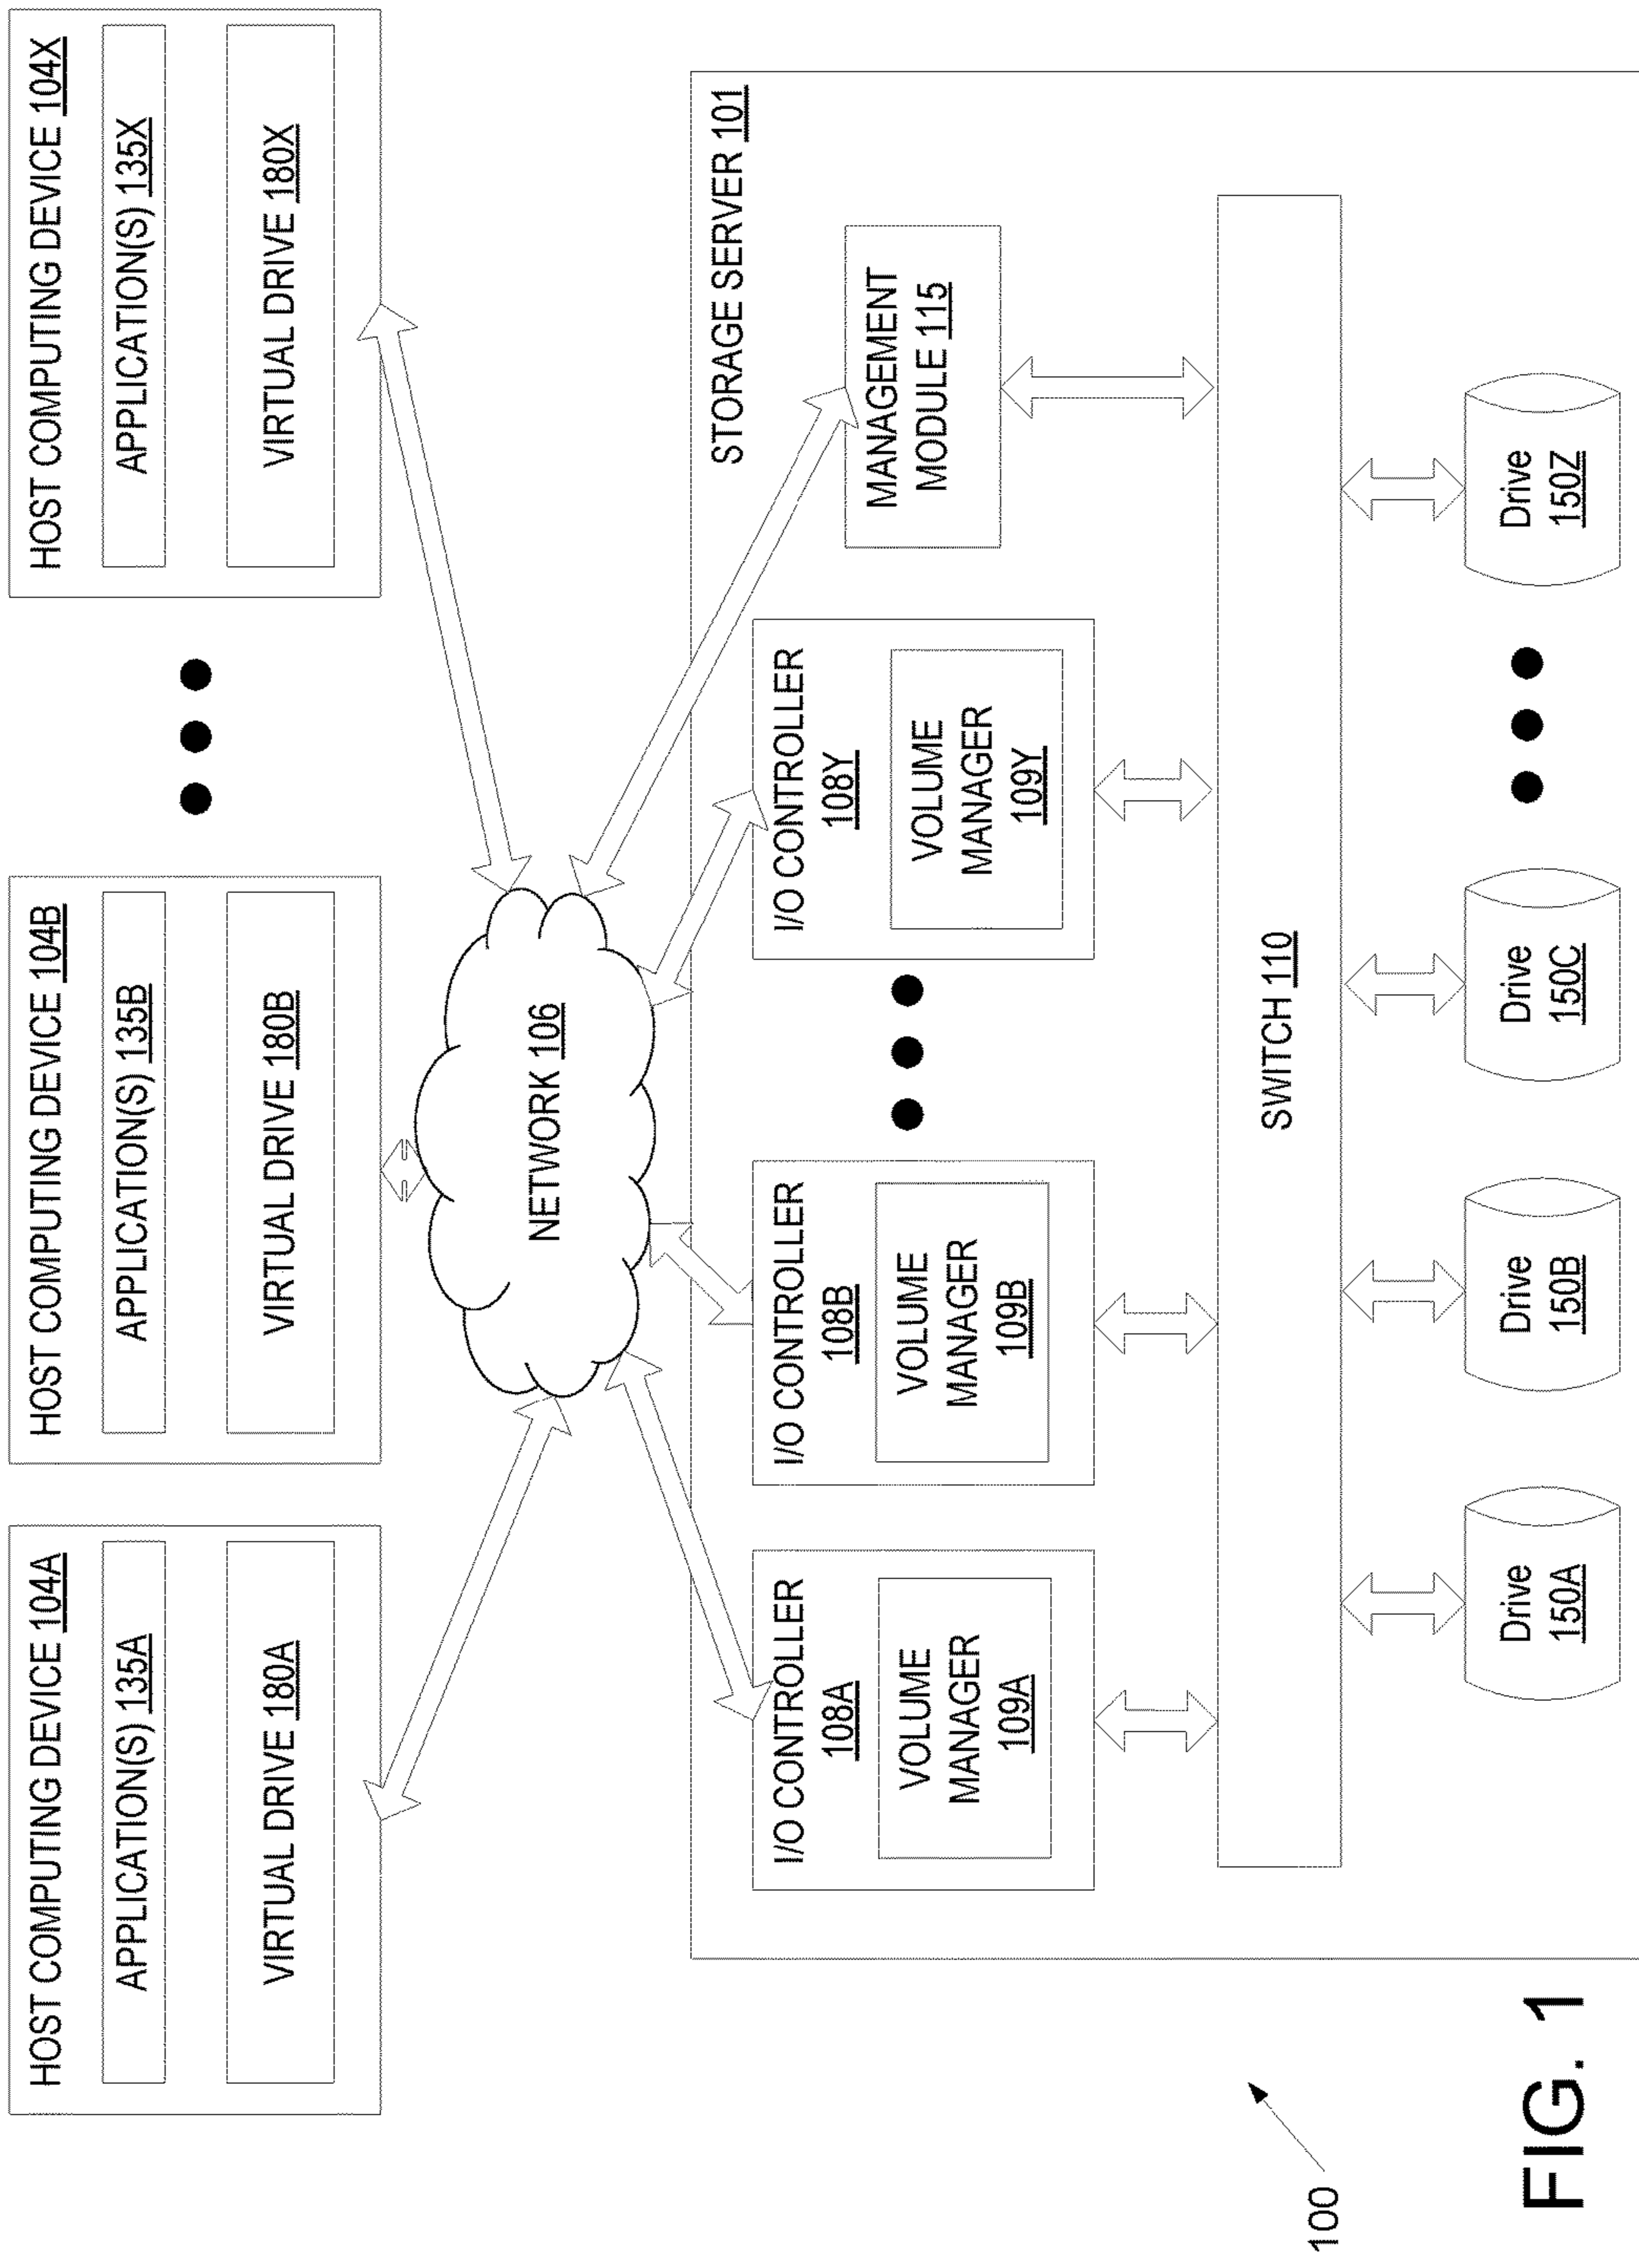 HOST COMPUTING DEVICE 104A
APPLICATION(S) 135A
VIRTUAL DRIVE 180A
HOST COMPUTING DEVICE 104B
APPLICATION(S) 135B
VIRTUAL DRIVE 180B
HOST COMPUTING DEVICE 104X
APPLICATION(S) 135X
VIRTUAL DRIVE 180X
NETWORK 106
STORAGE SERVER 101
I/O CONTROLLER
108A
VOLUME
MANAGER
109A
I/O CONTROLLER
108B
VOLUME
MANAGER
109B
I/O CONTROLLER
108Y
VOLUME
MANAGER
109Y
MANAGEMENT
MODULE 115
SWITCH 110
Drive
150A
Drive
150B
Drive
150C
Drive
150Z
100
FIG. 1